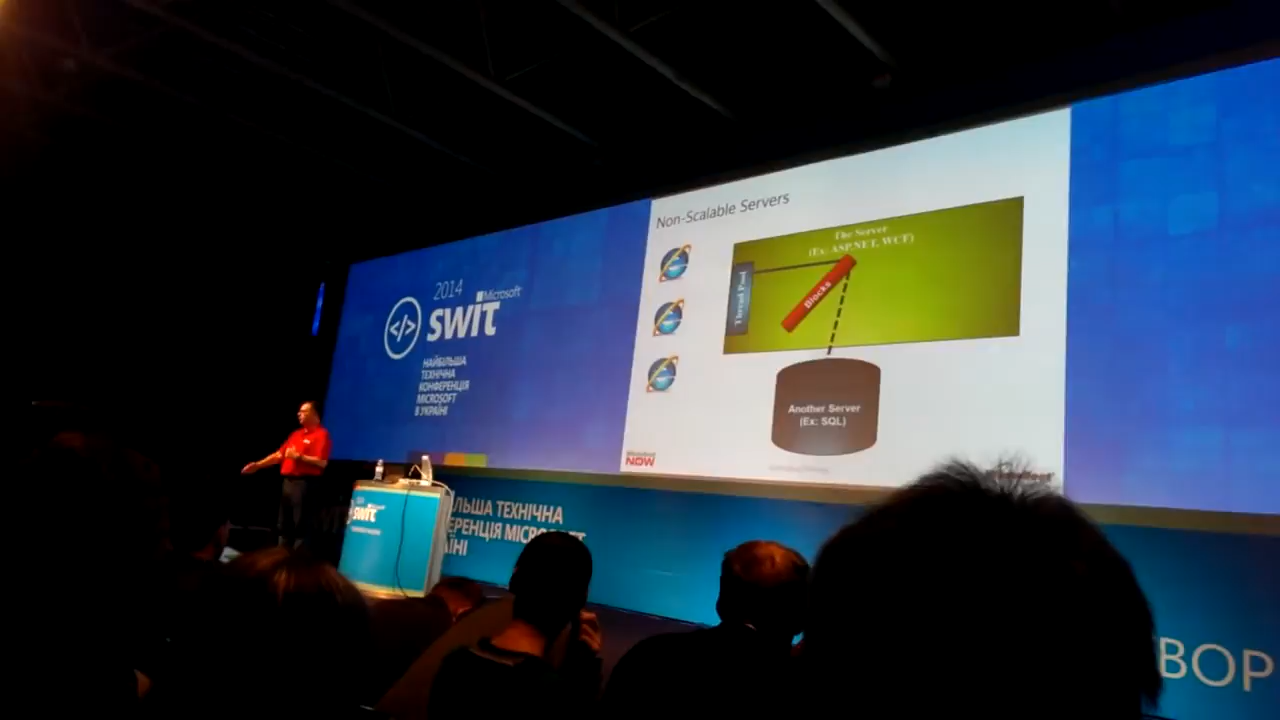 2014
Microsoft
swit
НАЙБІЛЬША
ТЕХНІЧНА
КОНФЕРЕНЦІЯ
MICROSOFT
В УКРАЇНІ
Non-Scalable Servers
The Server
(Ex: ASP.NET, WCF)
Thread Pool
Blocks
Another Server
(Ex: SQL)
NOW
swit
ЛЬША ТЕХНІЧНА
ЕРЕНЦІЯ MICROSOFT
ЇНІ
ВОР